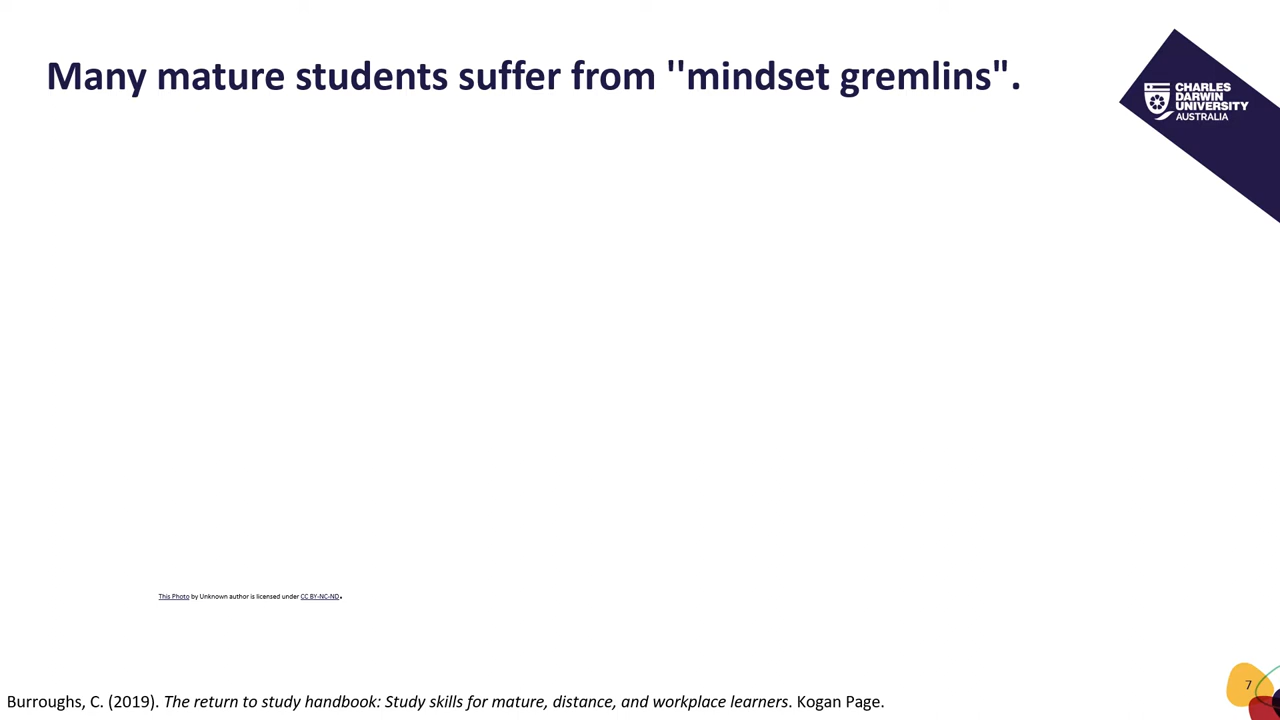 Many mature students suffer from ''mindset gremlins".
CHARLES
DARWIN
UNIVERSITY
AUSTRALIA
This Photo by Unknown author is licensed under CC BY-NC-ND.
7
Burroughs, C. (2019). The return to study handbook: Study skills for mature, distance, and workplace learners. Kogan Page.